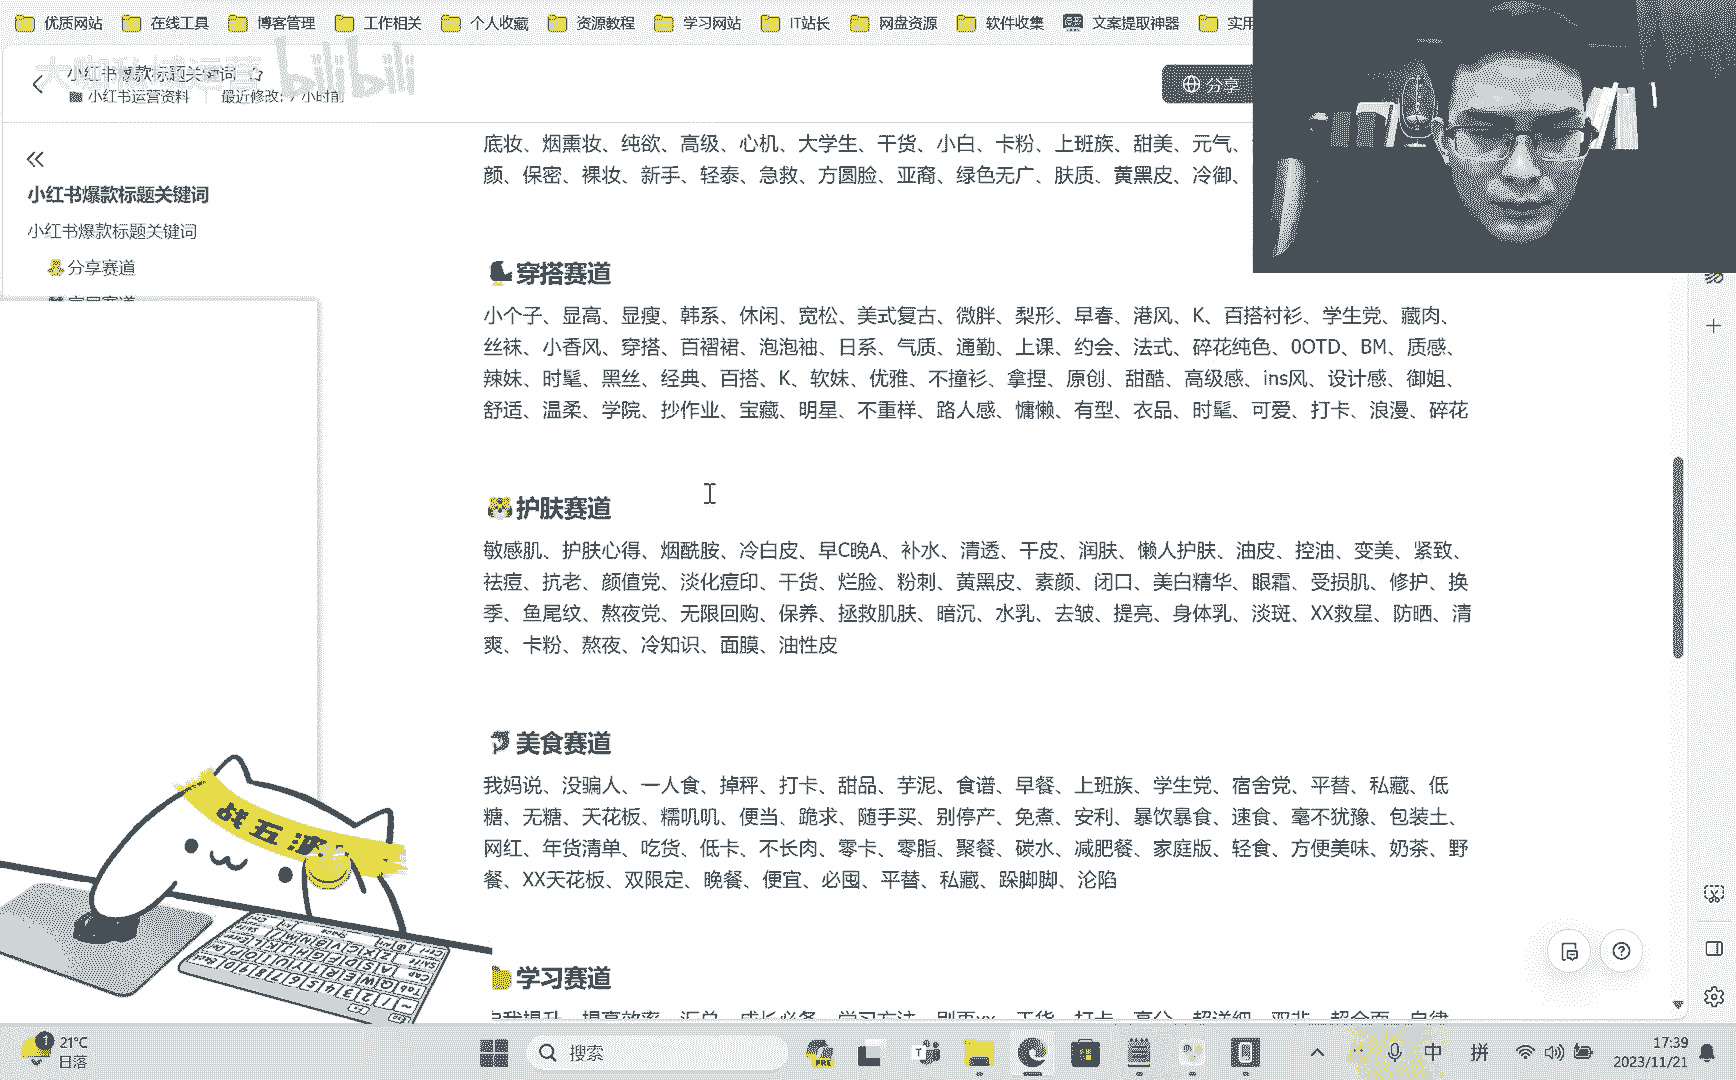 优质网站 在线工具 博客管理 工作相关 个人收藏 资源教程 学习网站 IT站长 网盘资源 软件收集 文案提取神器 实用
小红书爆款标题关键词
bilibili
小红书运营资料 最近修改: 7 小时前
分享
小红书爆款标题关键词
小红书爆款标题关键词
分享赛道
底妆、烟熏妆、纯欲、高级、心机、大学生、干货、小白、卡粉、上班族、甜美、元气、
颜、保密、裸妆、新手、轻泰、急救、方圆脸、亚裔、绿色无广、肤质、黄黑皮、冷御、
穿搭赛道
小个子、显高、显瘦、韩系、休闲、宽松、美式复古、微胖、梨形、早春、港风、K、百搭衬衫、学生党、藏肉、
丝袜、小香风、穿搭、百褶裙、泡泡袖、日系、气质、通勤、上课、约会、法式、碎花纯色、0OTD、BM、质感、
辣妹、时髦、黑丝、经典、百搭、K、软妹、优雅、不撞衫、拿捏、原创、甜酷、高级感、ins风、设计感、御姐、
舒适、温柔、学院、抄作业、宝藏、明星、不重样、路人感、慵懒、有型、衣品、时髦、可爱、打卡、浪漫、碎花
护肤赛道
敏感肌、护肤心得、烟酰胺、冷白皮、早C晚A、补水、清透、干皮、润肤、懒人护肤、油皮、控油、变美、紧致、
祛痘、抗老、颜值党、淡化痘印、干货、烂脸、粉刺、黄黑皮、素颜、闭口、美白精华、眼霜、受损肌、修护、换
季、鱼尾纹、熬夜党、无限回购、保养、拯救肌肤、暗沉、水乳、去皱、提亮、身体乳、淡斑、XX救星、防晒、清
爽、卡粉、熬夜、冷知识、面膜、油性皮
美食赛道
我妈说、没骗人、一人食、掉秤、打卡、甜品、芋泥、食谱、早餐、上班族、学生党、宿舍党、平替、私藏、低
糖、无糖、天花板、糯叽叽、便当、跪求、随手买、别停产、免煮、安利、暴饮暴食、速食、毫不犹豫、包装土、
网红、年货清单、吃货、低卡、不长肉、零卡、零脂、聚餐、碳水、减肥餐、家庭版、轻食、方便美味、奶茶、野
餐、XX天花板、双限定、晚餐、便宜、必囤、平替、私藏、跺脚脚、沦陷
学习赛道
战五渣
21°C
日落
搜索
中 拼
17:39
2023/11/21